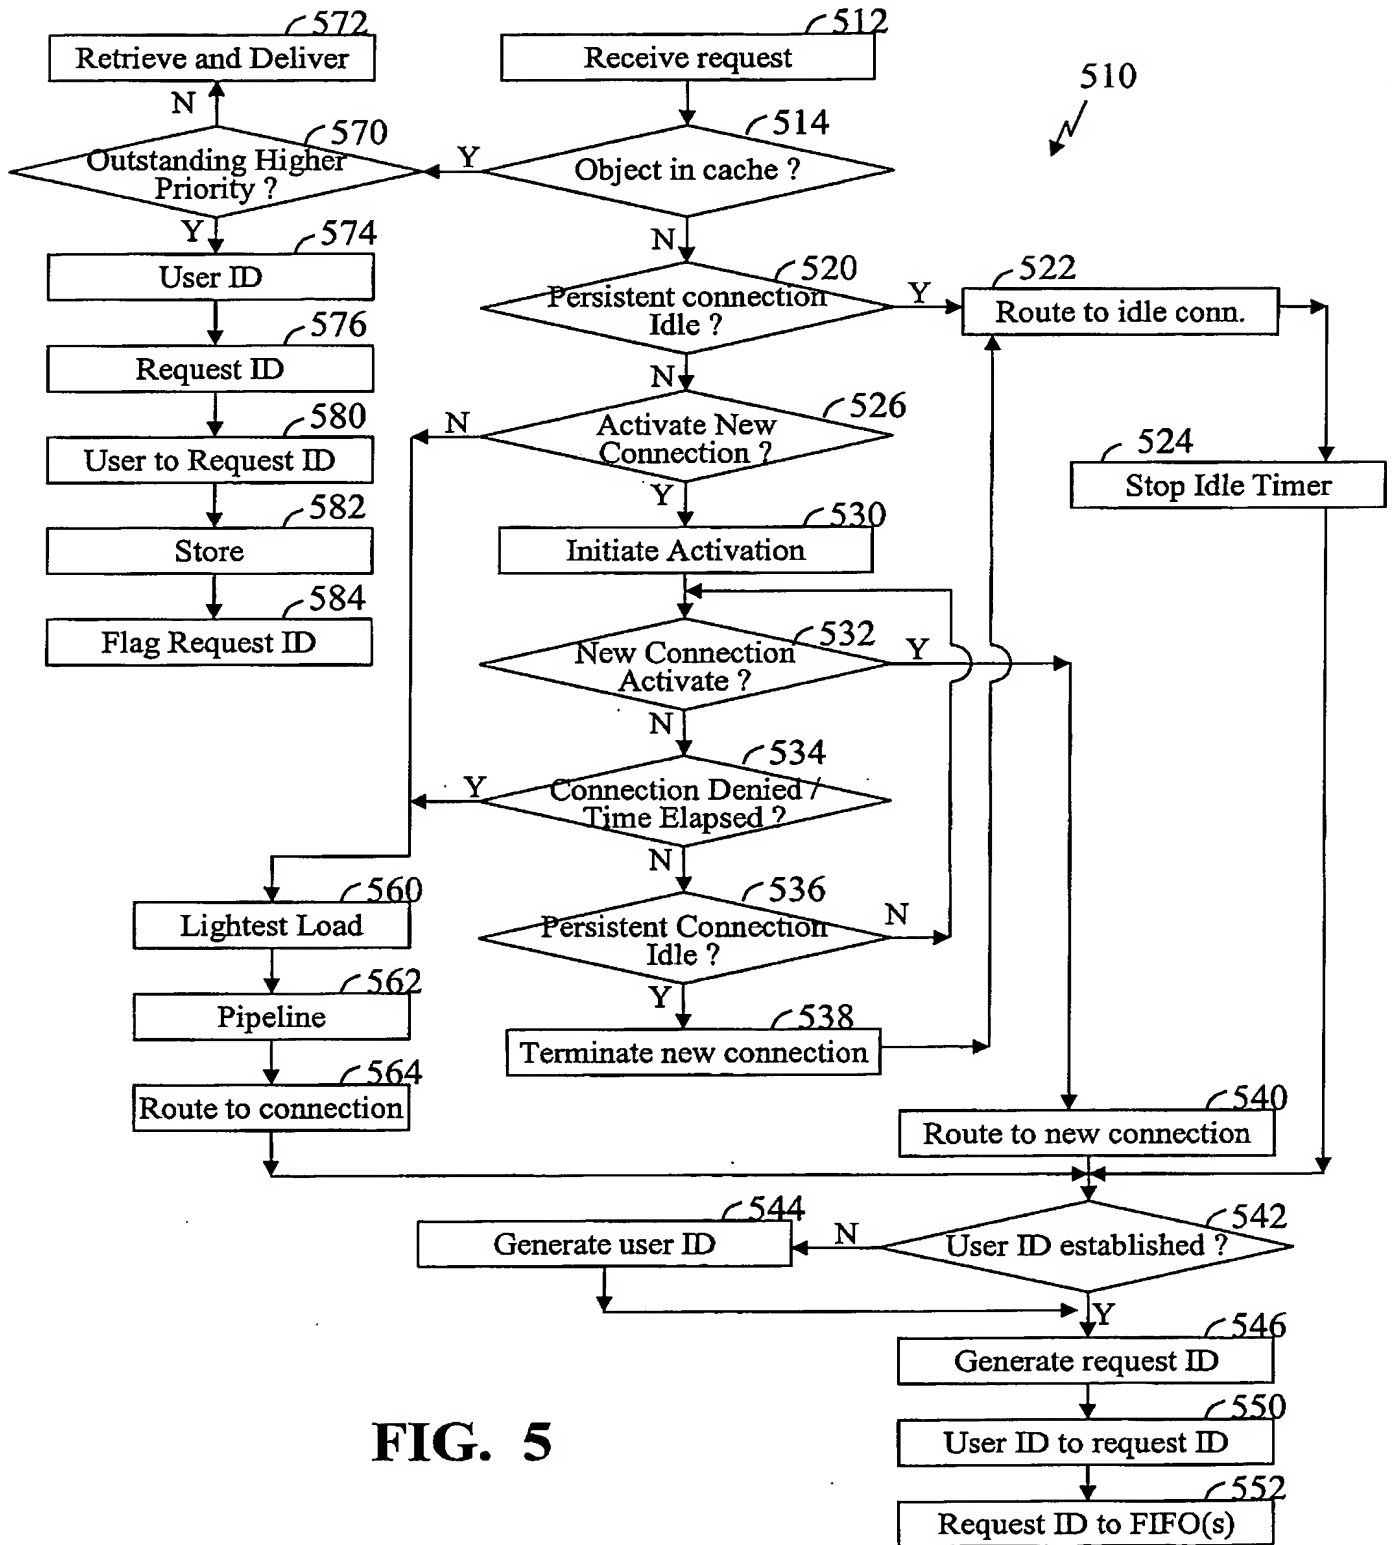 572
Retrieve and Deliver
512
Receive request
510
N
570
Outstanding Higher
Priority ?
Y
514
Object in cache ?
Y
574
User ID
N
520
Persistent connection
Idle ?
Y
522
Route to idle conn.
576
Request ID
N
526
Activate New
Connection ?
N
580
User to Request ID
524
Stop Idle Timer
Y
530
Initiate Activation
582
Store
584
Flag Request ID
532
New Connection
Activate ?
Y
N
534
Connection Denied /
Time Elapsed ?
Y
N
536
Persistent Connection
Idle ?
N
560
Lightest Load
562
Pipeline
Y
538
Terminate new connection
564
Route to connection
540
Route to new connection
544
Generate user ID
N
542
User ID established ?
Y
546
Generate request ID
550
User ID to request ID
552
Request ID to FIFO(s)
FIG. 5